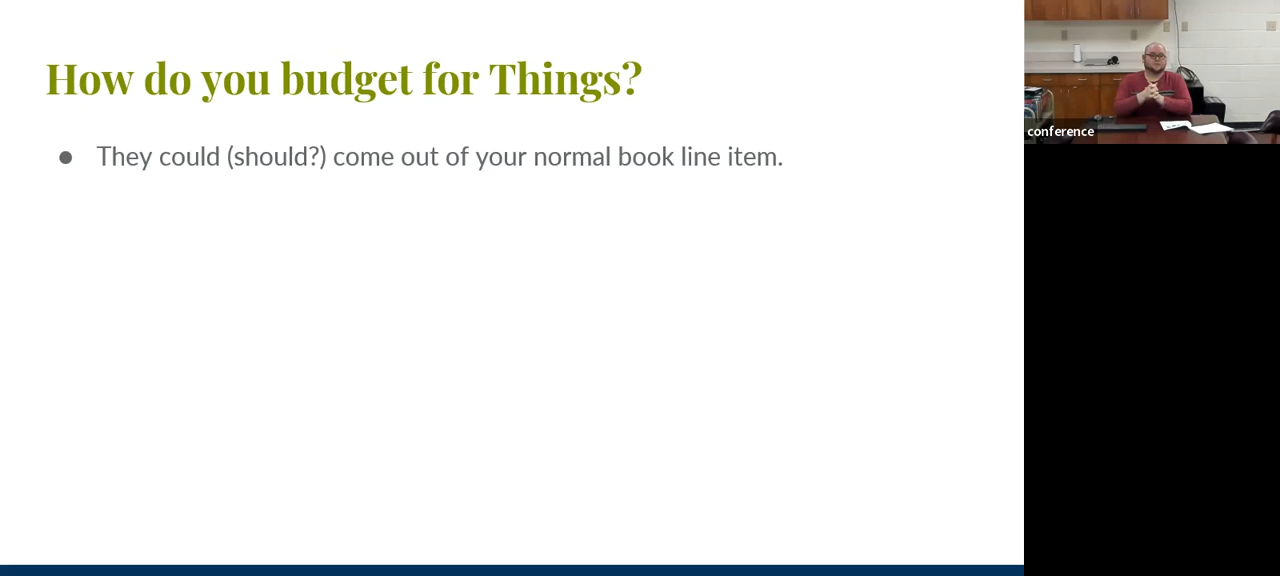 How do you budget for Things?
● They could (should?) come out of your normal book line item.
conference